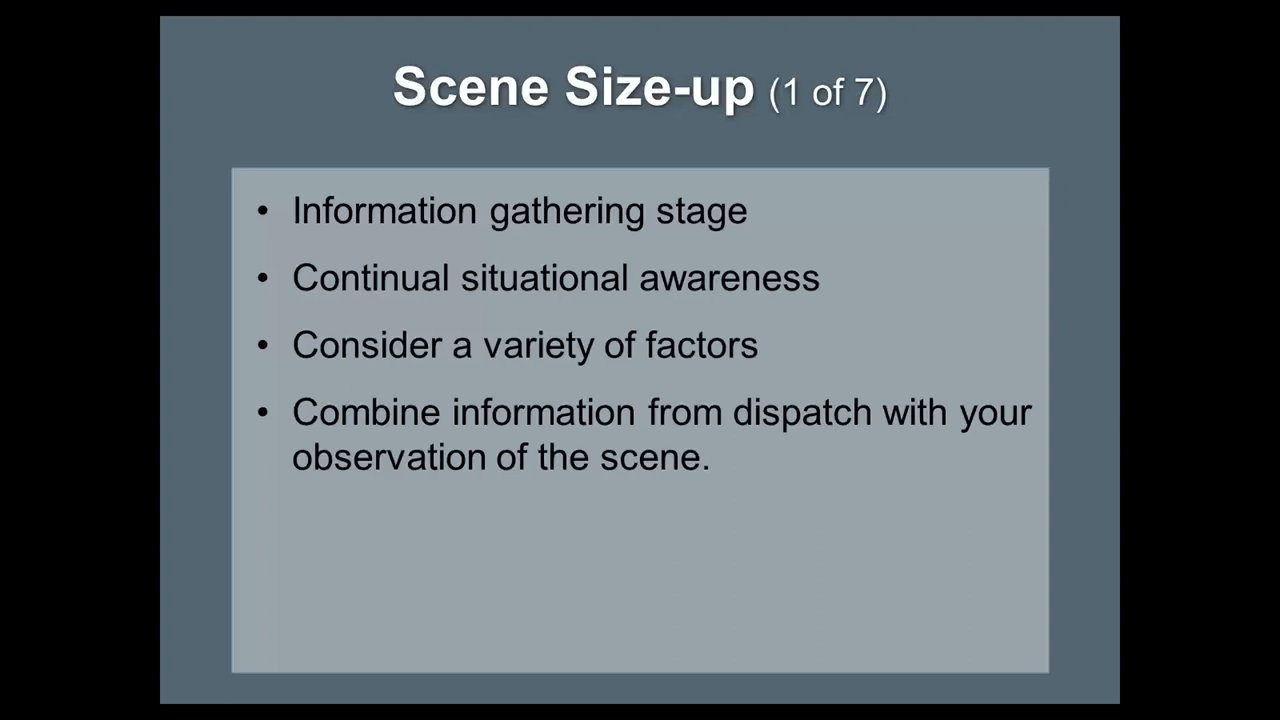 Scene Size-up (1 of 7)
• Information gathering stage
• Continual situational awareness
• Consider a variety of factors
• Combine information from dispatch with your
observation of the scene.